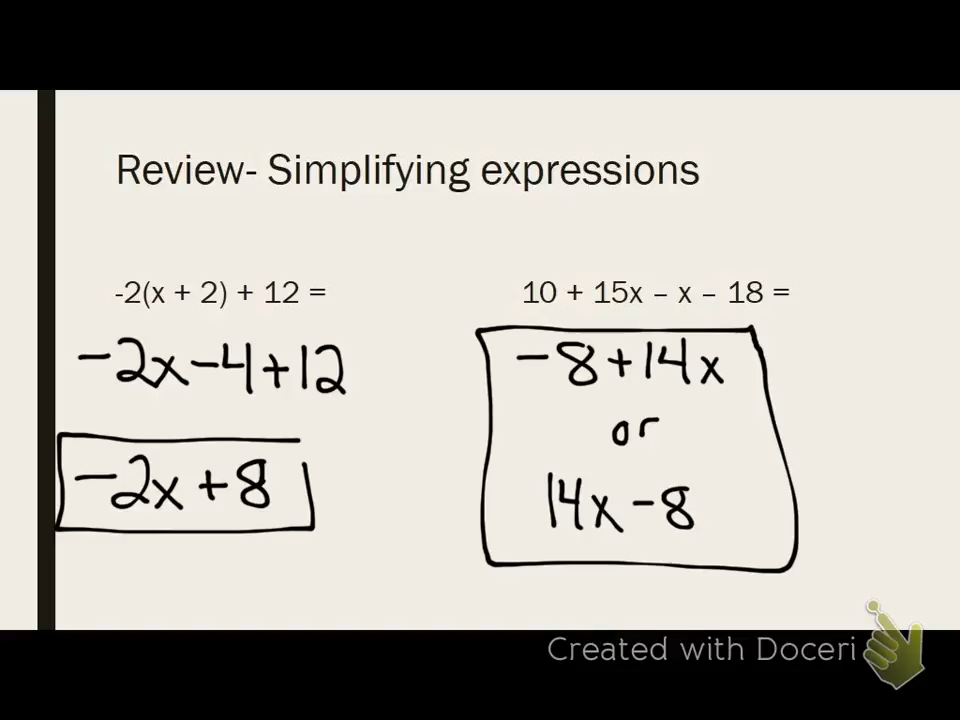 Review- Simplifying expressions
-2(x + 2) + 12 =
-2x-4+12
-2x+8
10 + 15x – x – 18 =
-8+14x
or
14x-8
Created with Doceri